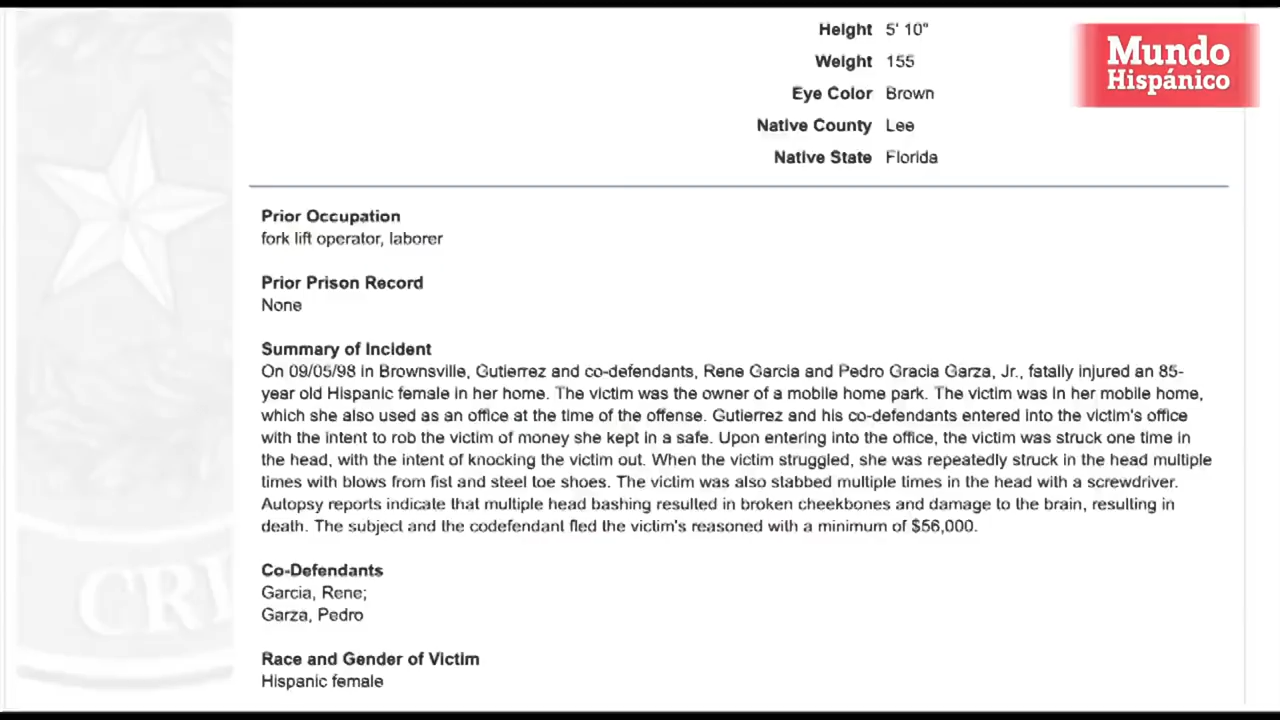 Height 5' 10"
Mundo
Hispánico
Weight 155
Eye Color Brown
Native County Lee
Native State Florida
Prior Occupation
fork lift operator, laborer
Prior Prison Record
None
Summary of Incident
On 09/05/98 in Brownsville, Gutierrez and co-defendants, Rene Garcia and Pedro Gracia Garza, Jr., fatally injured an 85-
year old Hispanic female in her home. The victim was the owner of a mobile home park. The victim was in her mobile home,
which she also used as an office at the time of the offense. Gutierrez and his co-defendants entered into the victim's office
with the intent to rob the victim of money she kept in a safe. Upon entering into the office, the victim was struck one time in
the head, with the intent of knocking the victim out. When the victim struggled, she was repeatedly struck in the head multiple
times with blows from fist and steel toe shoes. The victim was also stabbed multiple times in the head with a screwdriver.
Autopsy reports indicate that multiple head bashing resulted in broken cheekbones and damage to the brain, resulting in
death. The subject and the codefendant fled the victim's reasoned with a minimum of $56,000.
Co-Defendants
Garcia, Rene;
Garza, Pedro
CRI
Race and Gender of Victim
Hispanic female